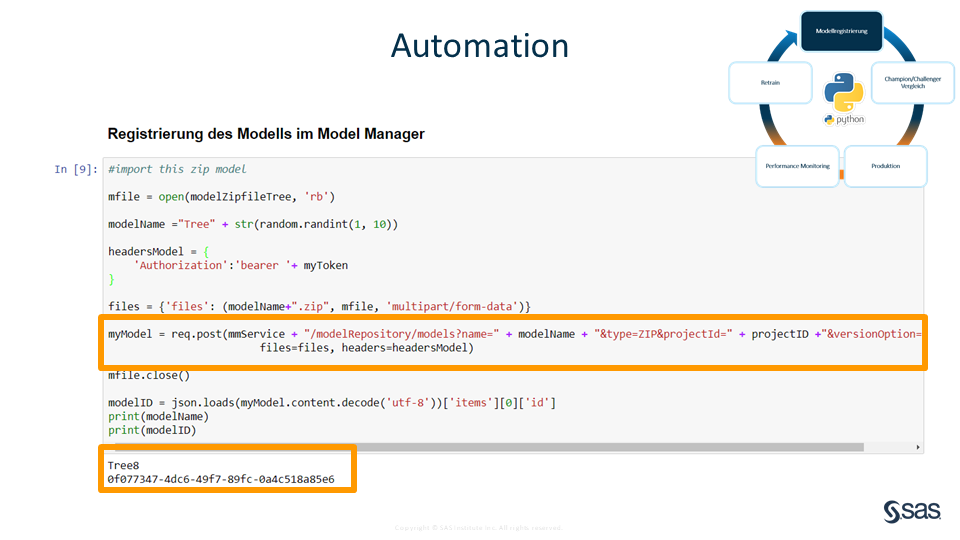 Automation
Modellregistrierung
Retrain
Champion/Challenger
Vergleich
python
Performance Monitoring
Produktion
Registrierung des Modells im Model Manager
In [9]:
#import this zip model
mfile = open(modelZipfileTree, 'rb')
modelName ="Tree" + str(random.randint(1, 10))
headersModel = {
'Authorization':'bearer '+ myToken
}
files = {'files': (modelName+".zip", mfile, 'multipart/form-data')}
myModel = req.post(mmService + "/modelRepository/models?name=" + modelName + "&type=ZIP&projectId=" + projectID +"&versionOption=
files=files, headers=headersModel)
mfile.close()
modelID = json.loads(myModel.content.decode('utf-8'))['items'][0]['id']
print(modelName)
print(modelID)
Tree8
0f077347-4dc6-49f7-89fc-0a4c518a85e6
sas
Copyright © SAS Institute Inc. All rights reserved.